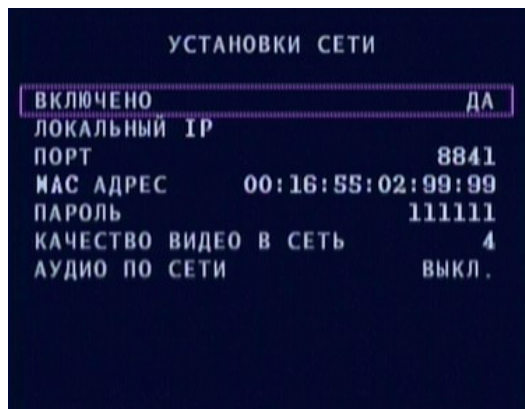 УСТАНОВКИ СЕТИ
ВКЛЮЧЕНО ДА
ЛОКАЛЬНЫЙ IP
ПОРТ 8841
MAC АДРЕС 00:16:55:02:99:99
ПАРОЛЬ 111111
КАЧЕСТВО ВИДЕО В СЕТЬ 4
АУДИО ПО СЕТИ ВЫКЛ.